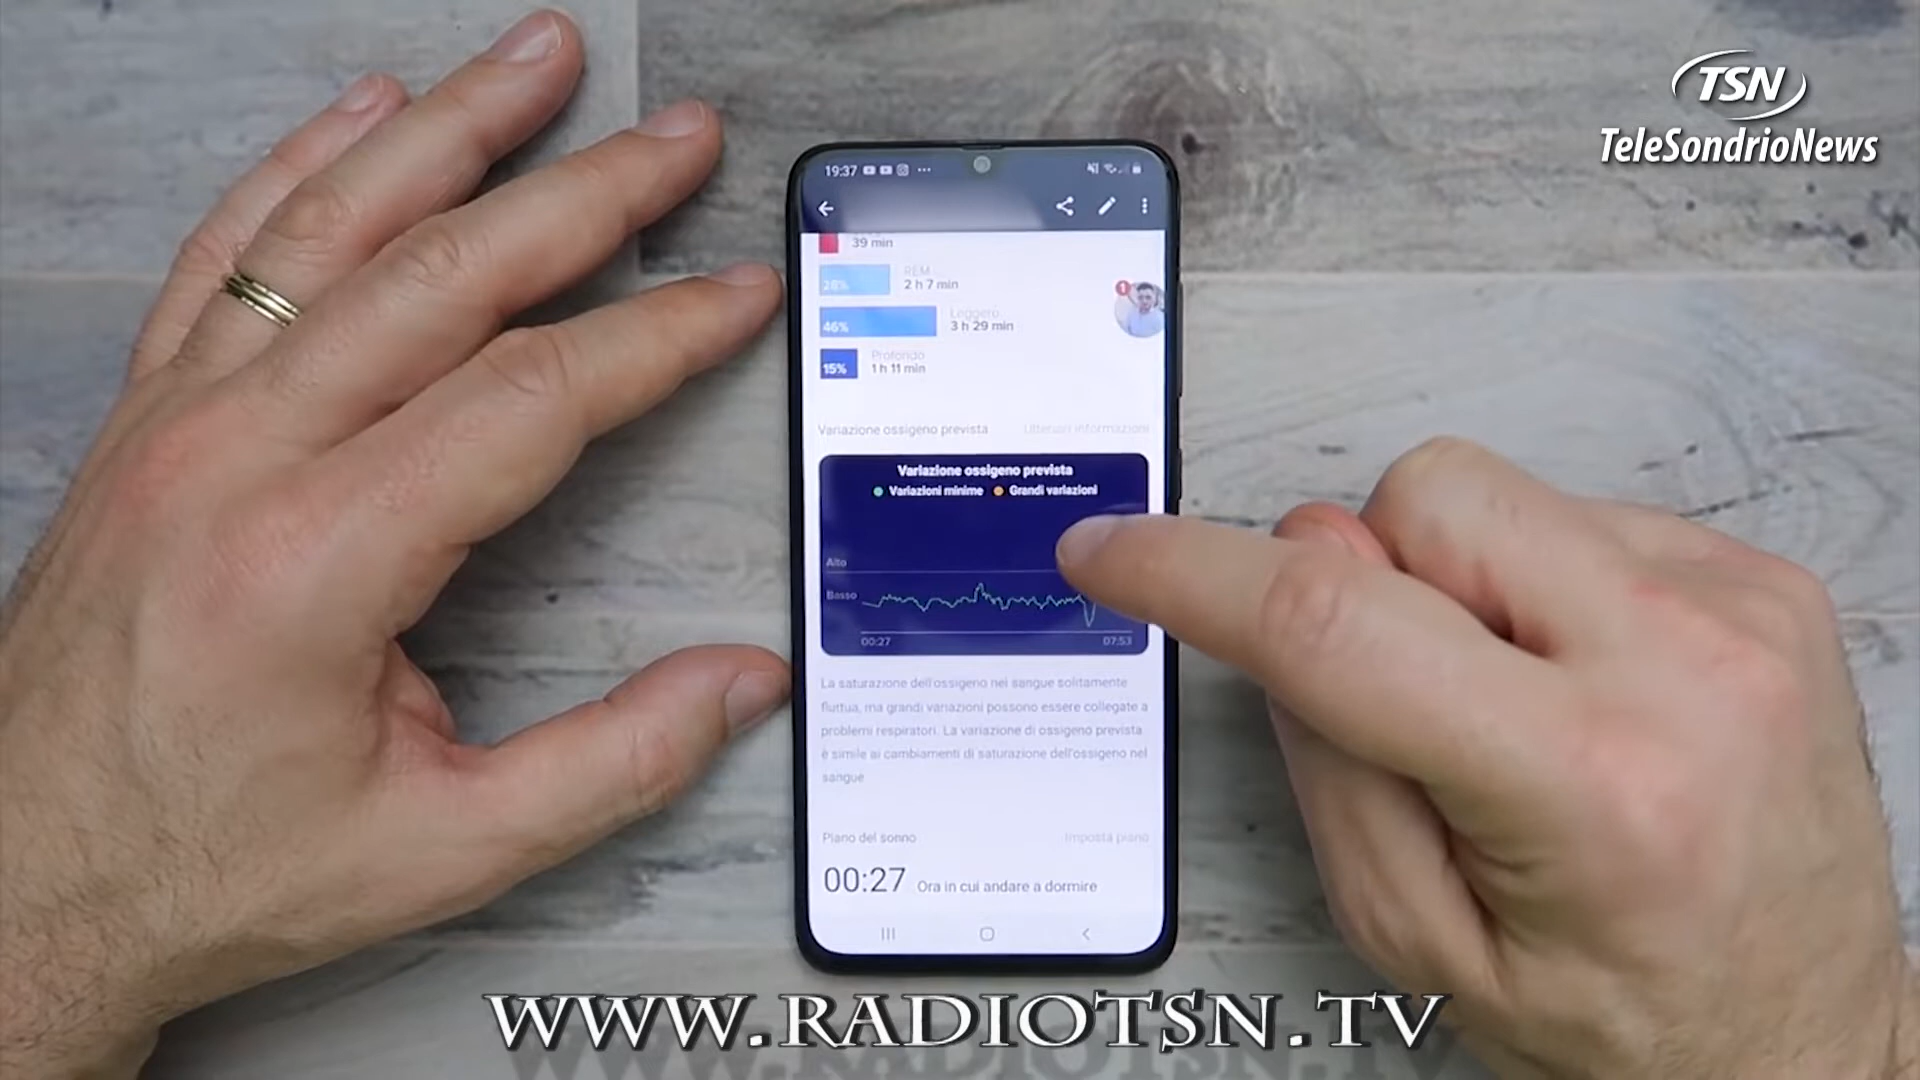 TSN
TeleSondrioNews
19:37
39 min
28%
REM
2 h 7 min
46%
Leggero
3 h 29 min
15%
Profondo
1 h 11 min
1
Variazione ossigeno prevista
Ulteriori informazioni
Variazione ossigeno prevista
Variazioni minime Grandi variazioni
Alto
Basso
00:27 07:53
La saturazione dell'ossigeno nel sangue solitamente
fluttua, ma grandi variazioni possono essere collegate a
problemi respiratori. La variazione di ossigeno prevista
è simile ai cambiamenti di saturazione dell'ossigeno nel
sangue
Piano del sonno
Imposta piano
00:27 Ora in cui andare a dormire
WWW.RADIOTSN.TV